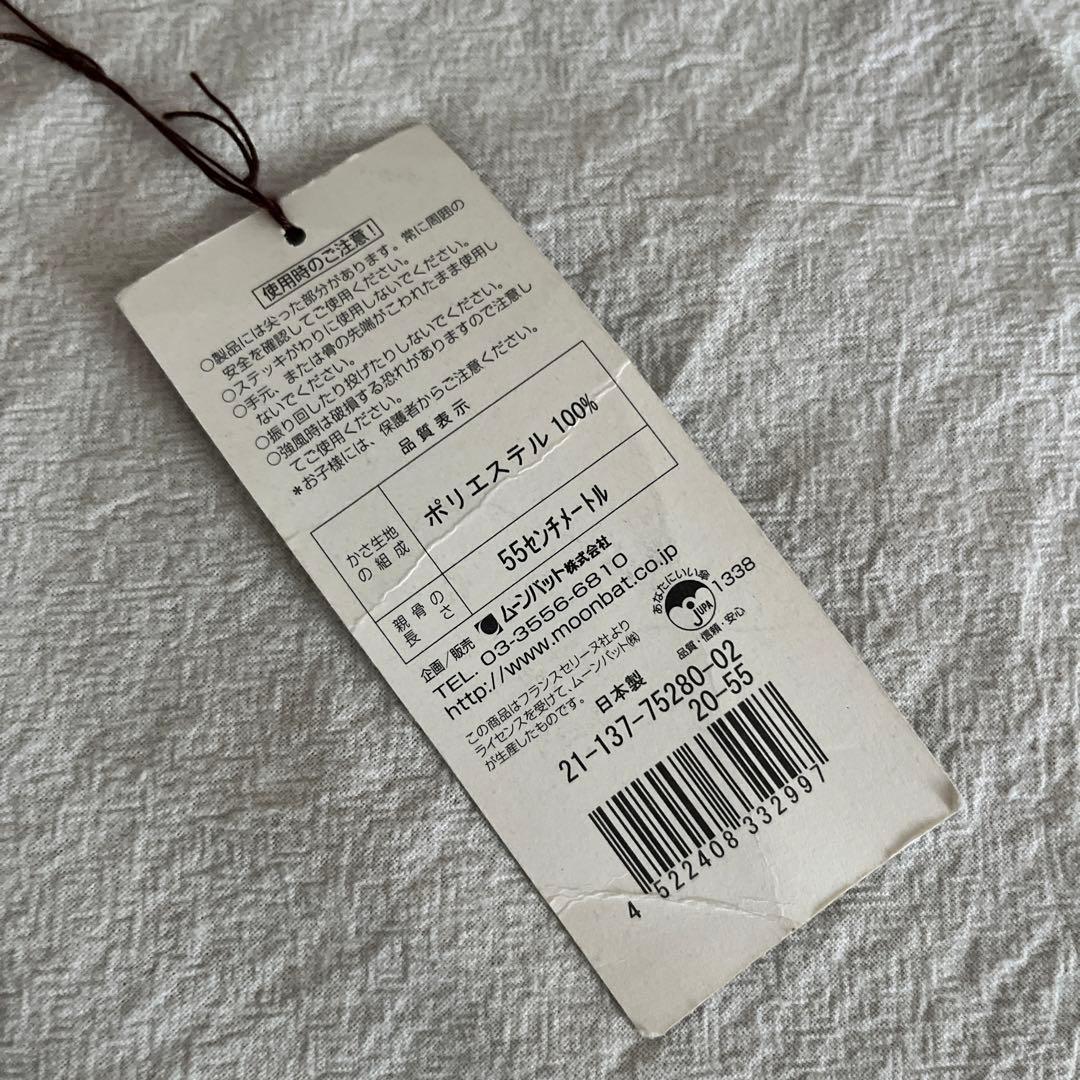 使用時のご注意！
○製品には尖った部分があります。常に周囲の
安全を確認してご使用ください。
○ステッキがわりに使用しないでください。
○手元、または骨の先端がこわれたまま使用し
ないでください。
○振り回したり投げたりしないでください。
○強風時は破損する恐れがありますので注意し
てご使用ください。
＊お子様には、保護者からご注意ください。
品質表示
かさ生地
の組成
ポリエステル 100%
親骨の
長さ
55センチメートル
企画／販売 ムーンバット株式会社
TEL: 03-3556-6810
http://www.moonbat.co.jp
あなたにいい傘
JUPA
1338
品質・信頼・安心
この商品はフランスセリーヌ社より
ライセンスを受けて、ムーンバット㈱
が生産したものです。
日本製
21-137-75280-02
20-55
4 522408 332997